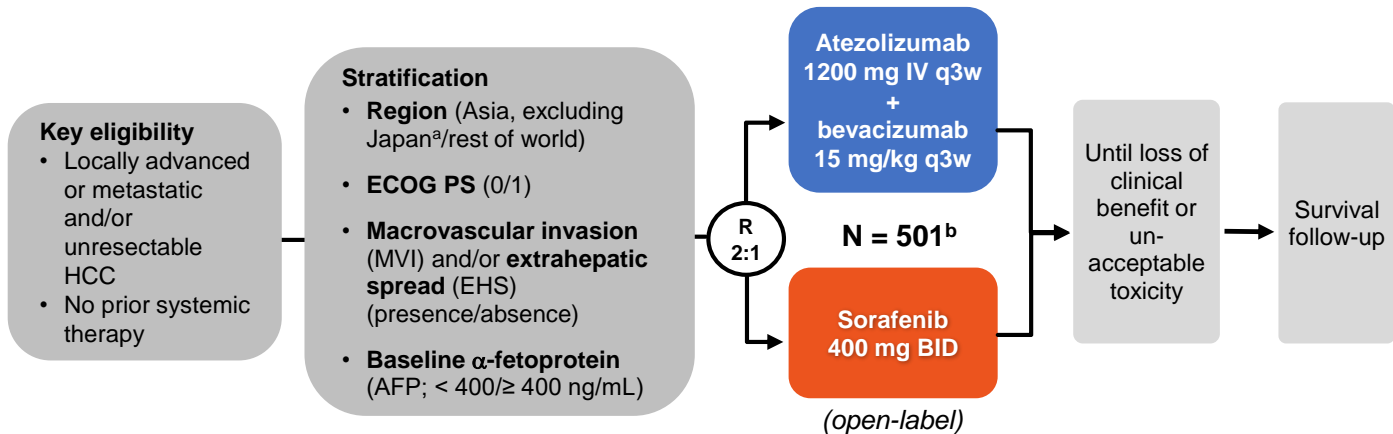 Key eligibility
• Locally advanced
or metastatic
and/or
unresectable
HCC
• No prior systemic
therapy
Stratification
• Region (Asia, excluding
Japanᵃ/rest of world)
• ECOG PS (0/1)
• Macrovascular invasion
(MVI) and/or extrahepatic
spread (EHS)
(presence/absence)
• Baseline α-fetoprotein
(AFP; < 400/≥ 400 ng/mL)
R
2:1
Atezolizumab
1200 mg IV q3w
+
bevacizumab
15 mg/kg q3w
N = 501ᵇ
Sorafenib
400 mg BID
(open-label)
Until loss of
clinical
benefit or
un-
acceptable
toxicity
Survival
follow-up